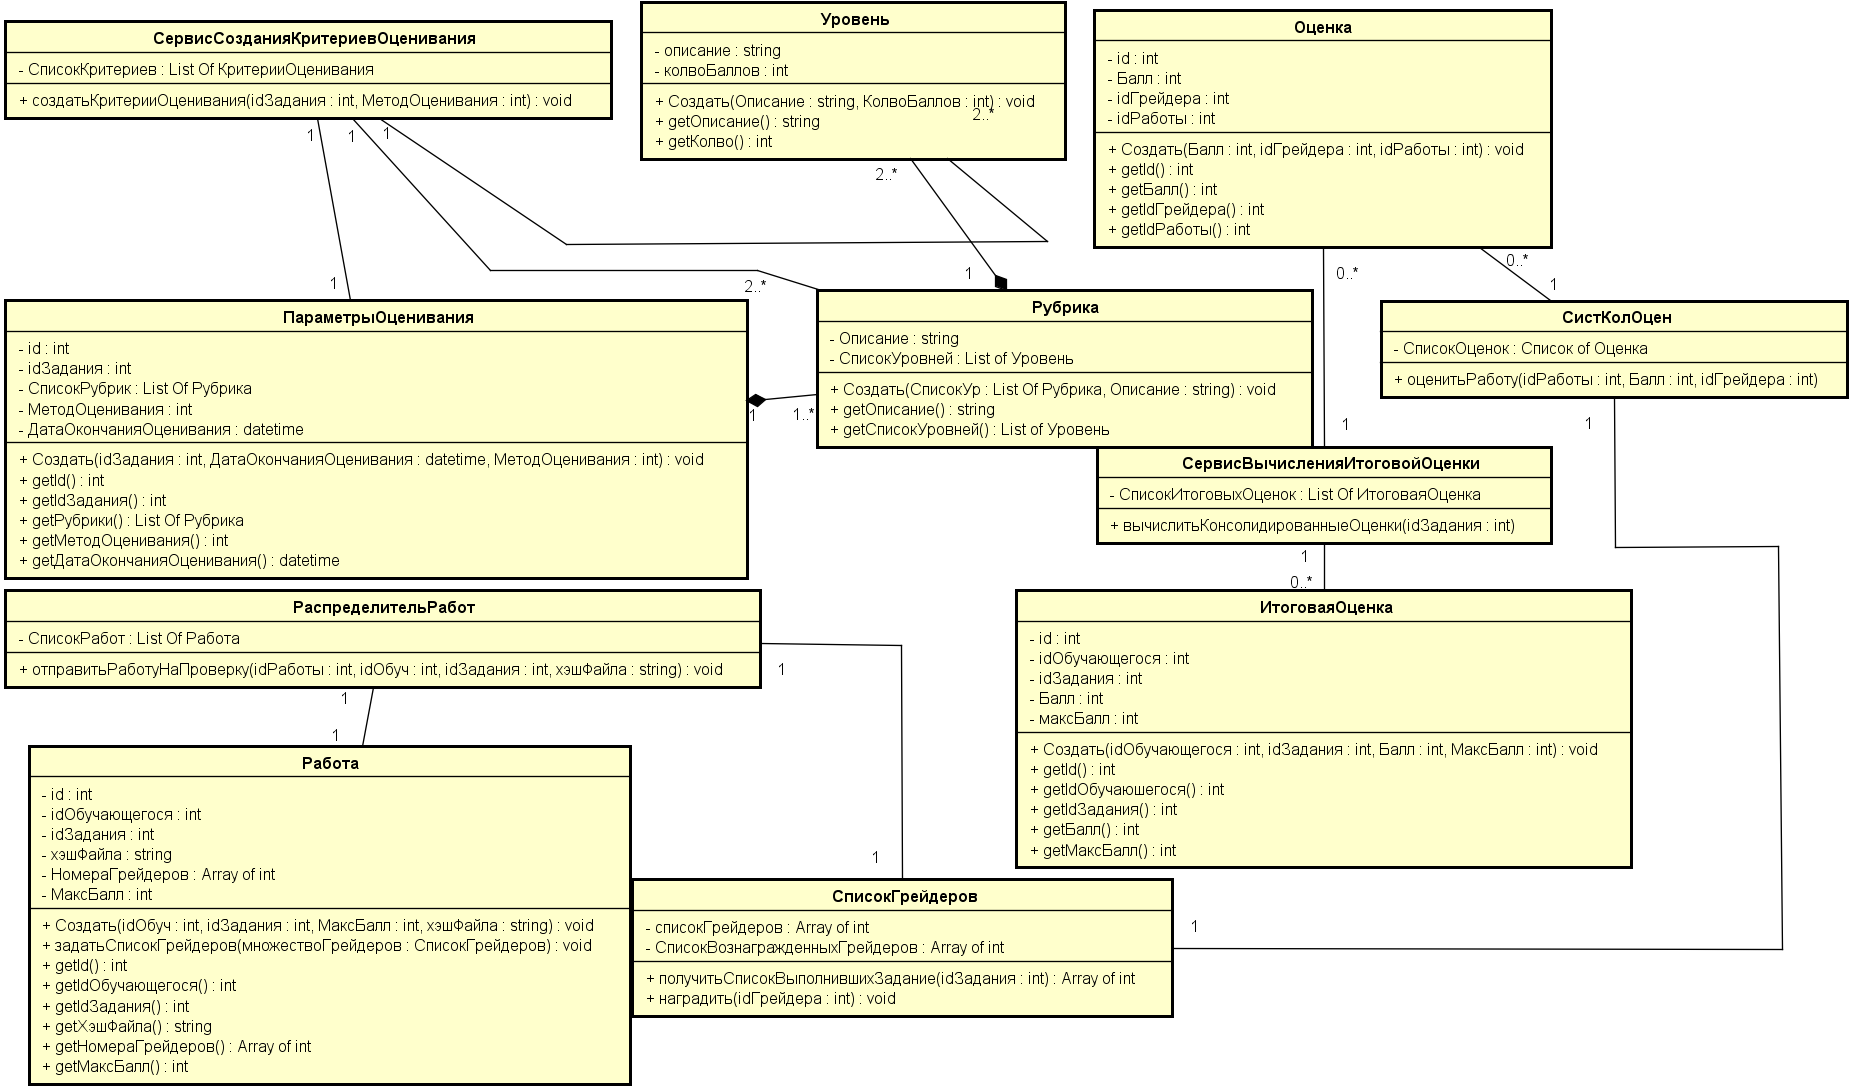 СервисСозданияКритериевОценивания
- СписокКритериев : List Of КритерииОценивания
+ создатьКритерииОценивания(idЗадания : int, МетодОценивания : int) : void
1
1
1
Уровень
- описание : string
- колвоБаллов : int
+ Создать(Описание : string, КолвоБаллов : int) : void
+ getОписание() : string
+ getКолво() : int
2..*
2..*
Оценка
- id : int
- Балл : int
- idГрейдера : int
- idРаботы : int
+ Создать(Балл : int, idГрейдера : int, idРаботы : int) : void
+ getId() : int
+ getБалл() : int
+ getIdГрейдера() : int
+ getIdРаботы() : int
0..*
0..*
1
1
2..*
1
ПараметрыОценивания
- id : int
- idЗадания : int
- СписокРубрик : List Of Рубрика
- МетодОценивания : int
- ДатаОкончанияОценивания : datetime
+ Создать(idЗадания : int, ДатаОкончанияОценивания : datetime, МетодОценивания : int) : void
+ getId() : int
+ getIdЗадания() : int
+ getРубрики() : List Of Рубрика
+ getМетодОценивания() : int
+ getДатаОкончанияОценивания() : datetime
1
1..*
Рубрика
- Описание : string
- СписокУровней : List of Уровень
+ Создать(СписокУр : List Of Рубрика, Описание : string) : void
+ getОписание() : string
+ getСписокУровней() : List of Уровень
СистКолОцен
- СписокОценок : Список of Оценка
+ оценитьРаботу(idРаботы : int, Балл : int, idГрейдера : int)
1
1
СервисВычисленияИтоговойОценки
- СписокИтоговыхОценок : List Of ИтоговаяОценка
+ вычислитьКонсолидированныеОценки(idЗадания : int)
1
0..*
РаспределительРабот
- СписокРабот : List Of Работа
+ отправитьРаботуНаПроверку(idРаботы : int, idОбуч : int, idЗадания : int, хэшФайла : string) : void
1
1
1
ИтоговаяОценка
- id : int
- idОбучающегося : int
- idЗадания : int
- Балл : int
- максБалл : int
+ Создать(idОбучающегося : int, idЗадания : int, Балл : int, МаксБалл : int) : void
+ getId() : int
+ getIdОбучаюшегося() : int
+ getIdЗадания() : int
+ getБалл() : int
+ getМаксБалл() : int
Работа
- id : int
- idОбучающегося : int
- idЗадания : int
- хэшФайла : string
- НомераГрейдеров : Array of int
- МаксБалл : int
+ Создать(idОбуч : int, idЗадания : int, МаксБалл : int, хэшФайла : string) : void
+ задатьСписокГрейдеров(множествоГрейдеров : СписокГрейдеров) : void
+ getId() : int
+ getIdОбучающегося() : int
+ getIdЗадания() : int
+ getХэшФайла() : string
+ getНомераГрейдеров() : Array of int
+ getМаксБалл() : int
1
СписокГрейдеров
- списокГрейдеров : Array of int
- СписокВознагражденныхГрейдеров : Array of int
+ получитьСписокВыполнившихЗадание(idЗадания : int) : Array of int
+ наградить(idГрейдера : int) : void
1